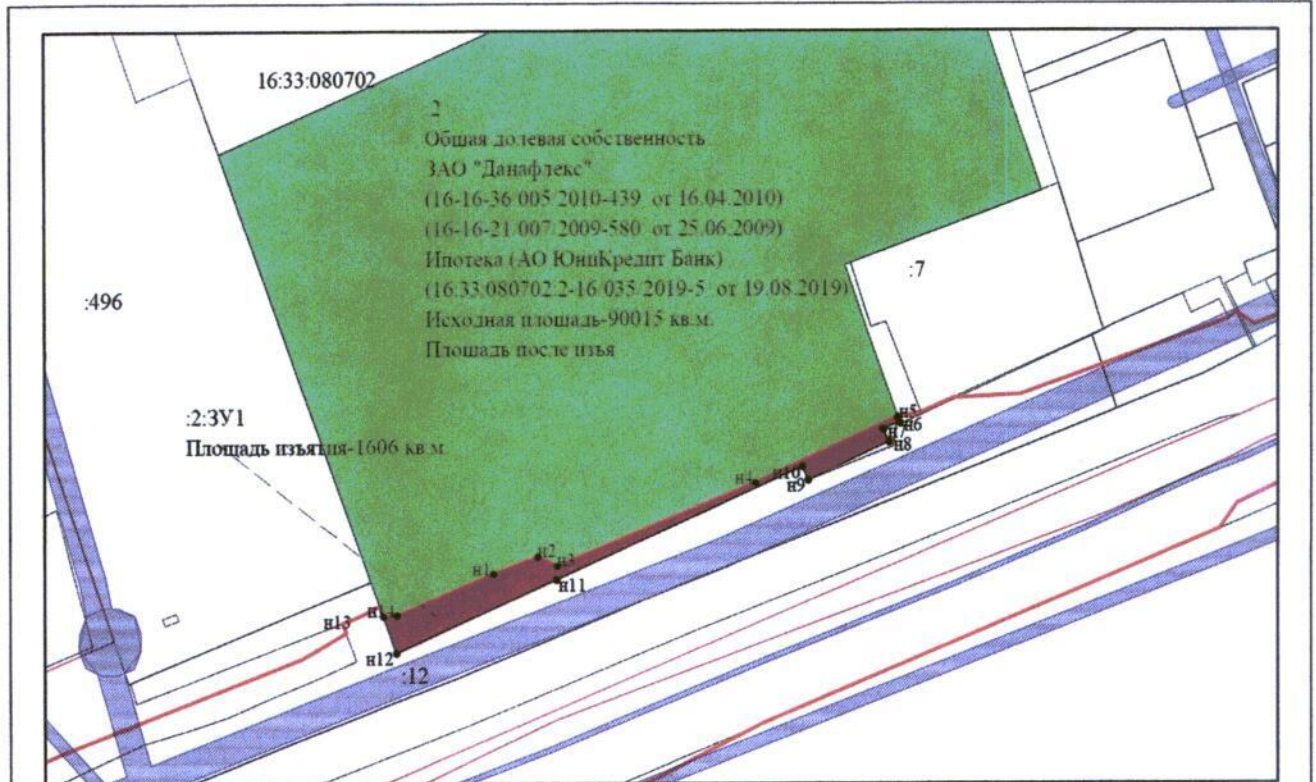 16:33:080702
:2
Общая долевая собственность
ЗАО "Данафлекс"
(16-16-36 005 2010-439 от 16.04.2010)
(16-16-21 007 2009-580 от 25.06.2009)
Ипотека (АО ЮниКредит Банк)
(16:33:080702:2-16 035 2019-5 от 19.08.2019)
Исходная площадь-90015 кв.м.
Площадь после изъя
:7
:496
:2:ЗУ1
Площадь изъятия-1606 кв.м
н5
н6
н7
н8
н10
н4
н9
н2
н3
н1
н11
н14
н13
н12
:12